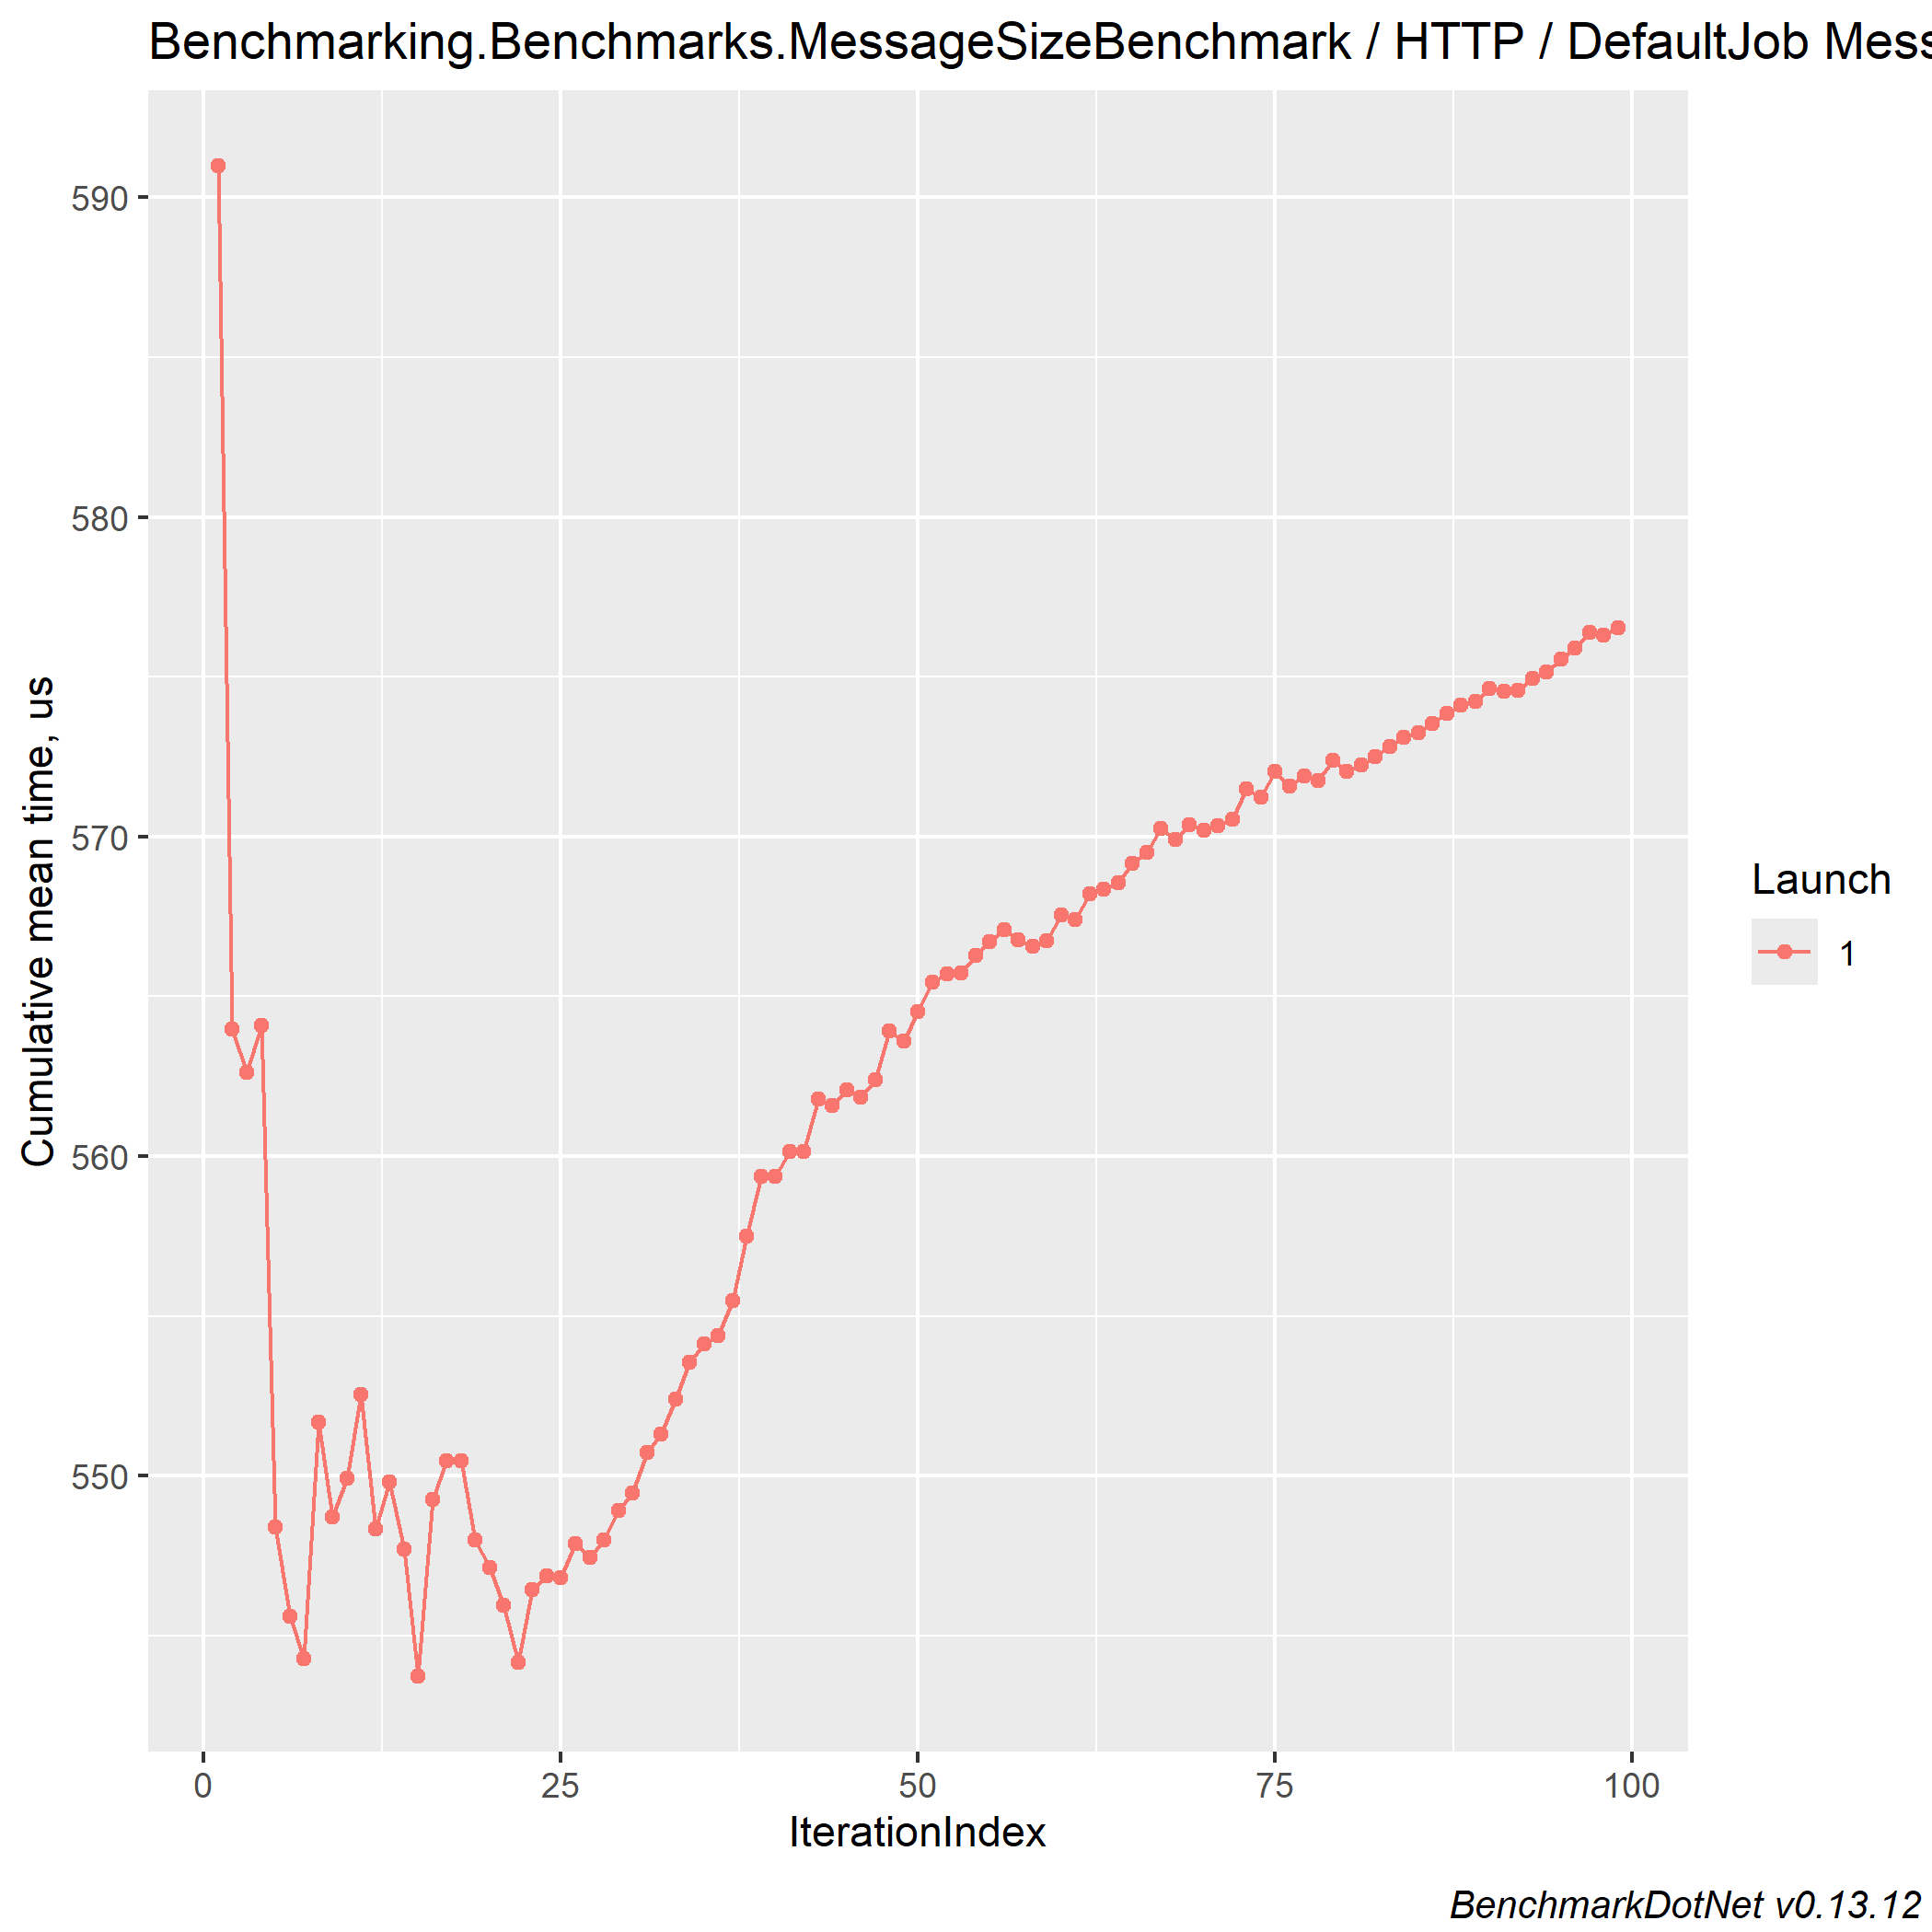 Benchmarking.Benchmarks.MessageSizeBenchmark / HTTP / DefaultJob Mess
590
580
570
560
550
Cumulative mean time, us
0 25 50 75 100
IterationIndex
Launch
1
BenchmarkDotNet v0.13.12